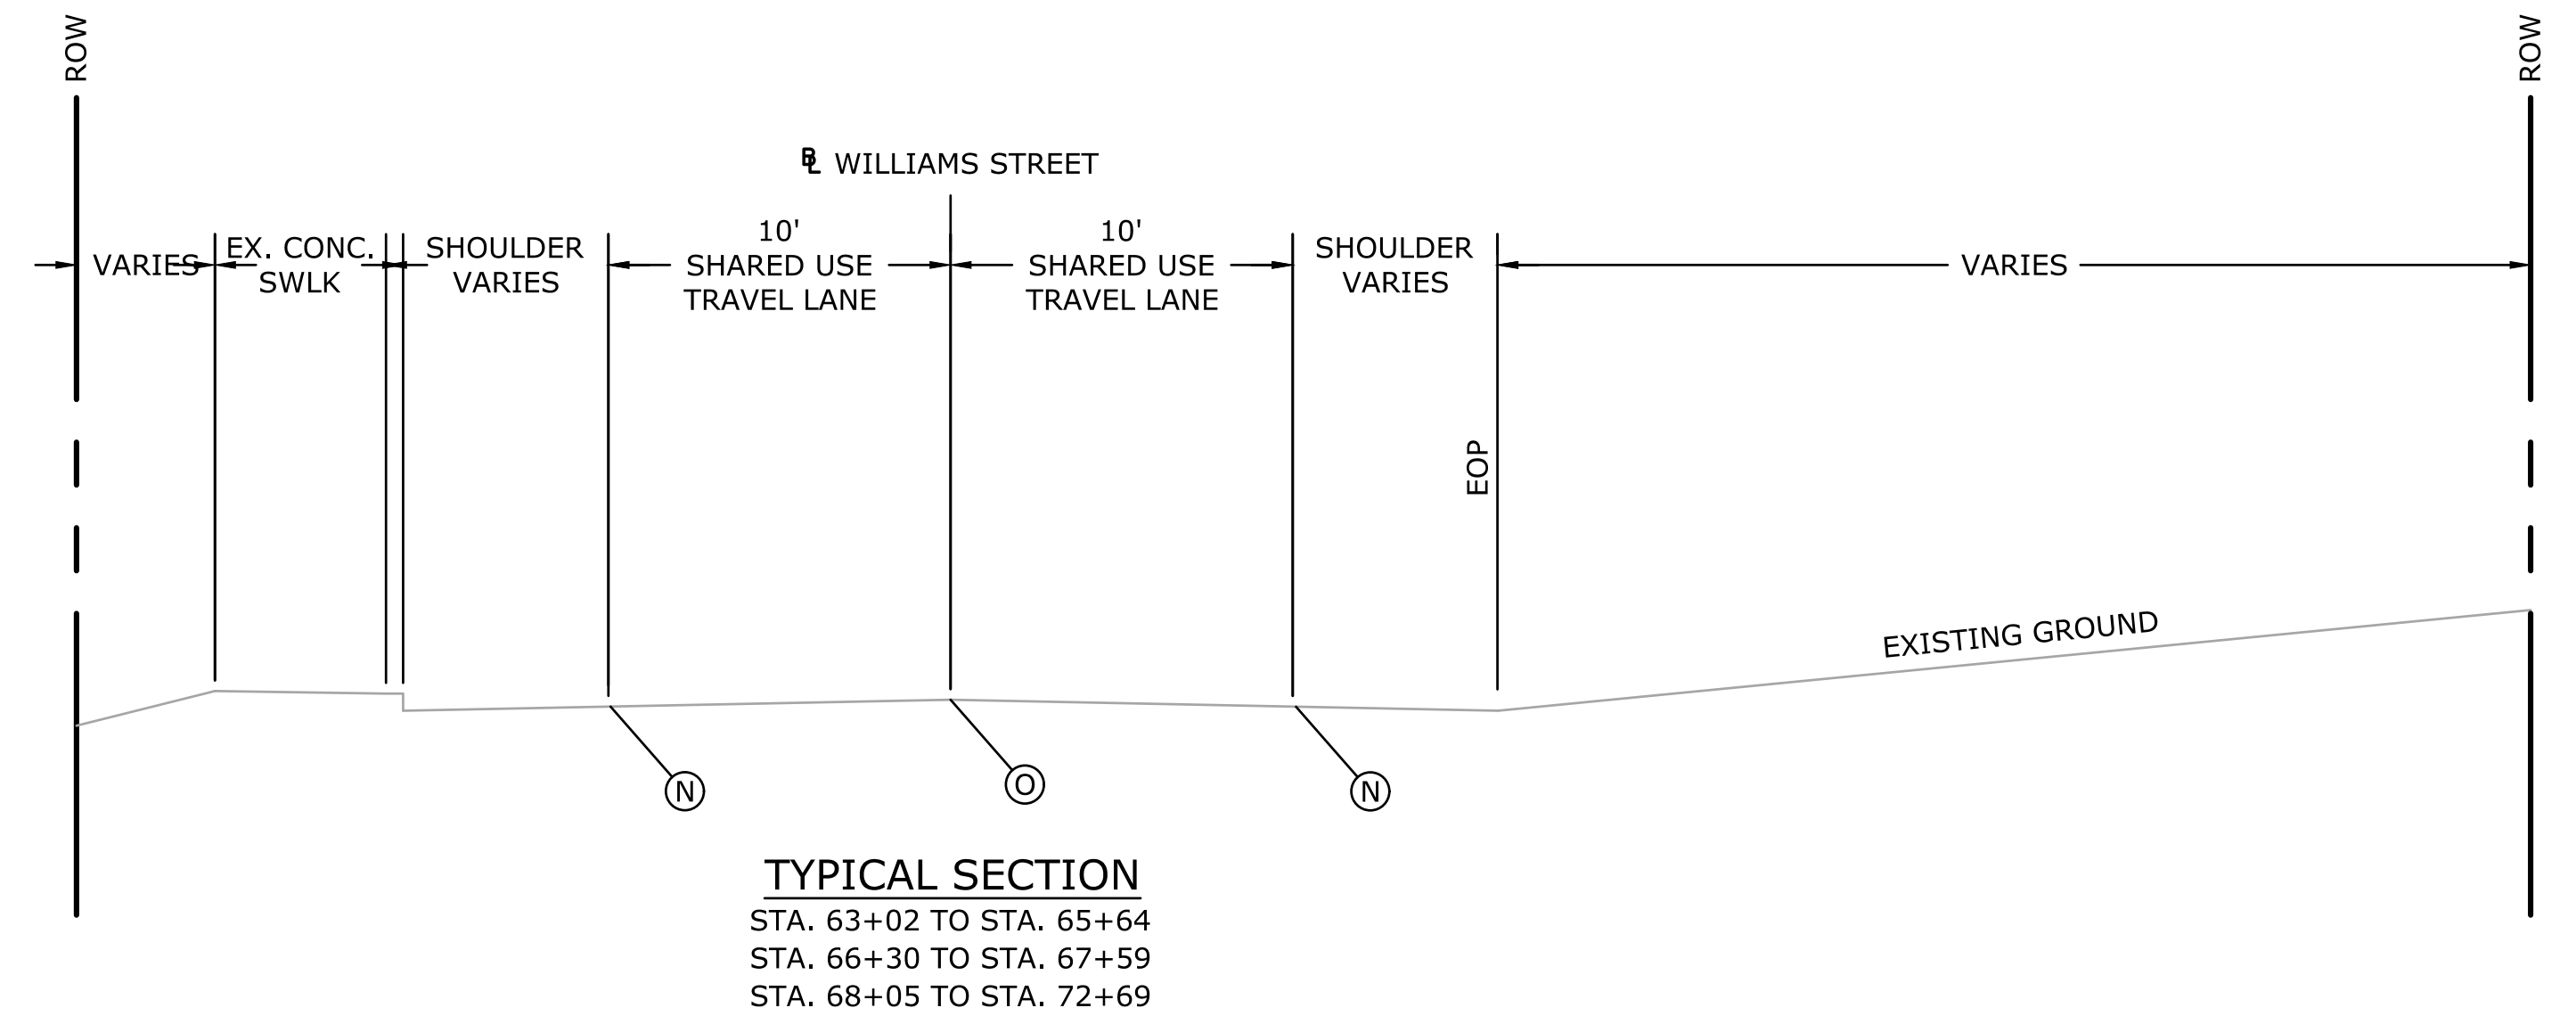 ROW
ROW
BL WILLIAMS STREET
VARIES
EX. CONC.
SWLK
SHOULDER
VARIES
10'
SHARED USE
TRAVEL LANE
10'
SHARED USE
TRAVEL LANE
SHOULDER
VARIES
VARIES
EOP
EXISTING GROUND
N
O
N
TYPICAL SECTION
STA. 63+02 TO STA. 65+64
STA. 66+30 TO STA. 67+59
STA. 68+05 TO STA. 72+69